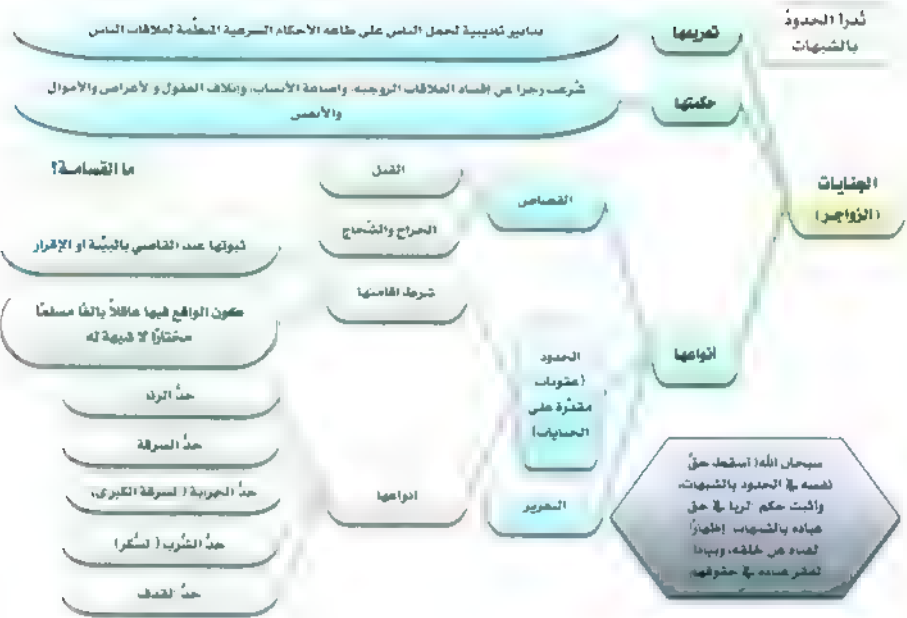 تدرأ الحدودُ
بالشبهات
الجنايات
(الزواجر)
تعريفها
تدابير تأديبية لحمل الناس على طاعة الأحكام الشرعية المنظِّمة لعلاقات الناس
حكمتها
شُرعت زجرا عن إفساد العلاقات الزوجية، وإضاعة الأنساب، وإتلاف العقول والأعراض والأموال
والأنفس
أنواعها
القصاص
القتل
الجراح والشّجاج
ما القسامـة؟
الحدود
(عقوبات
مقدّرة على
الجنايات)
شرط إقامتها
ثبوتها عند القاضي بالبيّنة أو الإقرار
كون الواقع فيها عاقلاً بالغًا مسلمًا
مختارًا لا شبهة له
أنواعها
حدُّ الزنا
حدُّ السرقة
حدُّ الحرابة (السرقة الكبرى)
حدُّ الشُّرب (السُّكر)
حدُّ القذف
التعزير
سبحان الله! أسقط حقَّ
نفسه في الحدود بالشبهات،
وأثبت حكم الربا في حق
عباده بالشبهات إظهارًا
لغناه عن خلقه، وبيانا
لفقر عباده في حقوقهم